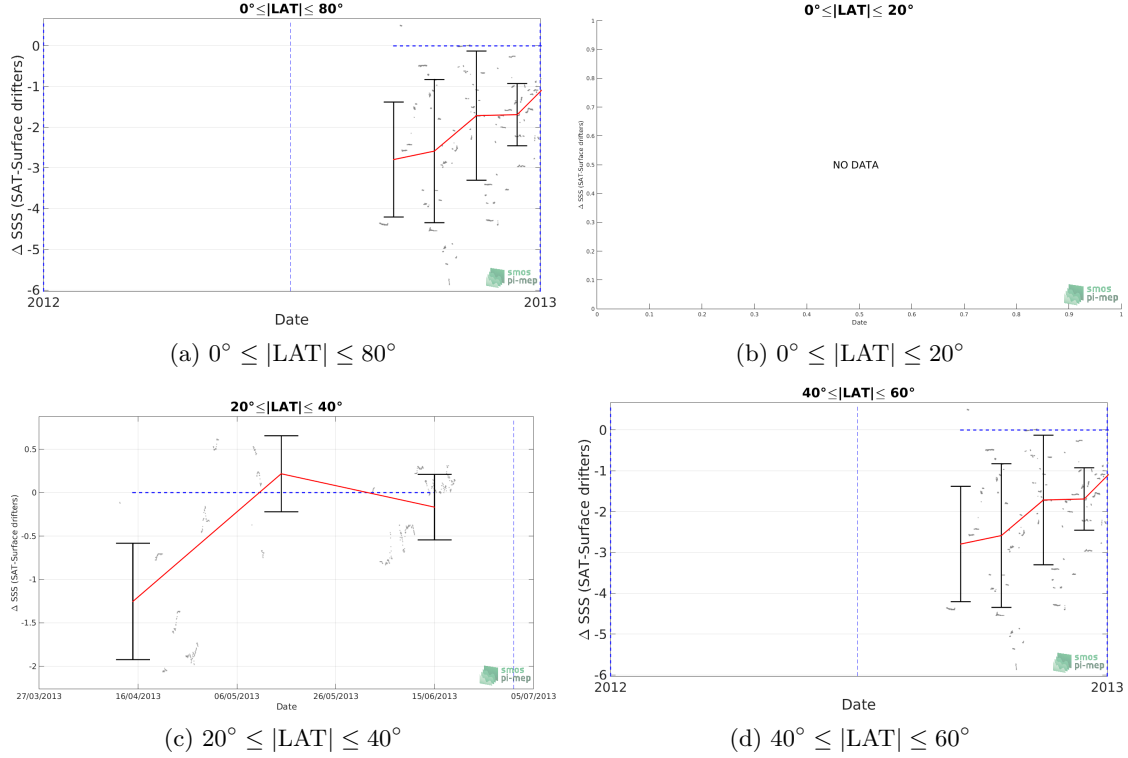 0°≤|LAT|≤ 80°
Δ SSS (SAT-Surface drifters)
0
-1
-2
-3
-4
-5
-6
2012
2013
Date
smos
pi-mep
(a) 0° ≤ |LAT| ≤ 80°
0°≤|LAT|≤ 20°
Δ SSS (SAT-Surface drifters)
1
0.9
0.8
0.7
0.6
0.5
0.4
0.3
0.2
0.1
0
NO DATA
0 0.1 0.2 0.3 0.4 0.5 0.6 0.7 0.8 0.9 1
Date
smos
pi-mep
(b) 0° ≤ |LAT| ≤ 20°
20°≤|LAT|≤ 40°
Δ SSS (SAT-Surface drifters)
0.5
0
-0.5
-1
-1.5
-2
27/03/2013 16/04/2013 06/05/2013 26/05/2013 15/06/2013 05/07/2013
Date
smos
pi-mep
(c) 20° ≤ |LAT| ≤ 40°
40°≤|LAT|≤ 60°
Δ SSS (SAT-Surface drifters)
0
-1
-2
-3
-4
-5
-6
2012
2013
Date
smos
pi-mep
(d) 40° ≤ |LAT| ≤ 60°